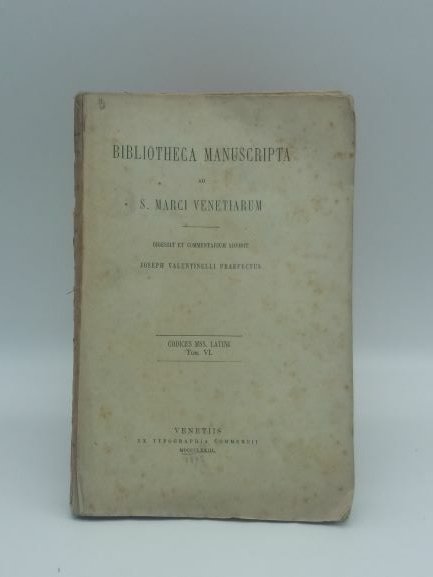 BIBLIOTHECA MANUSCRIPTA
AD
S. MARCI VENETIARUM
DIGESSIT ET COMMENTARIUM ADDIDIT
JOSEPH VALENTINELLI PRAEFECTUS
CODICES MSS. LATINI
Tom. VI.
VENETIIS
EX TYPOGRAPHIA COMMERCII
MDCCCLXXIII.